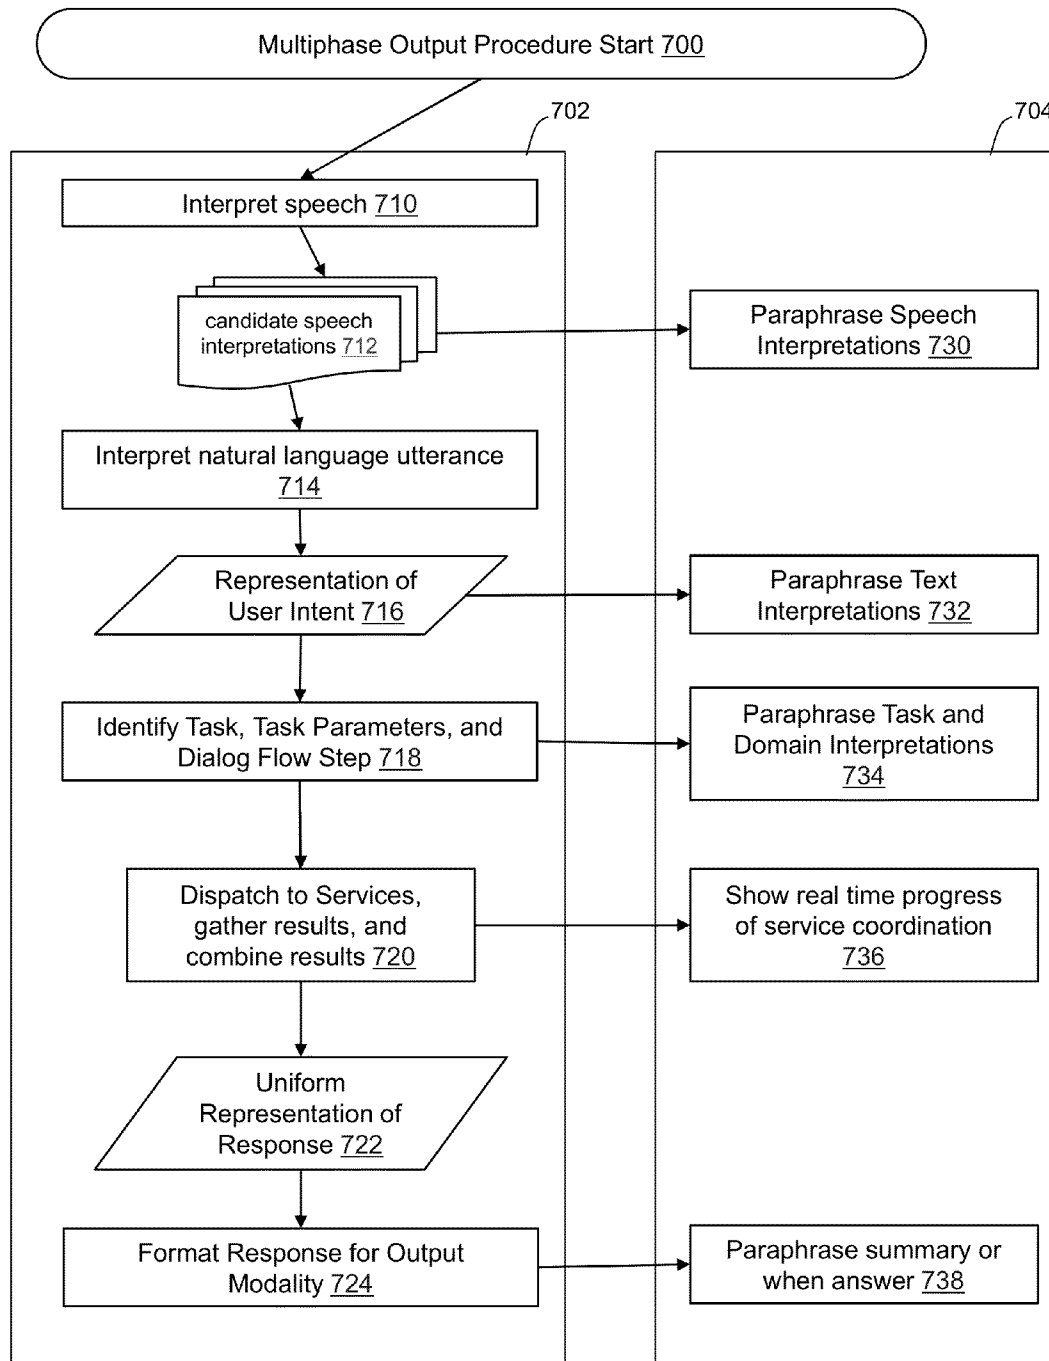 Multiphase Output Procedure Start 700
702
704
Interpret speech 710
candidate speech
interpretations 712
Paraphrase Speech
Interpretations 730
Interpret natural language utterance
714
Representation of
User Intent 716
Paraphrase Text
Interpretations 732
Identify Task, Task Parameters, and
Dialog Flow Step 718
Paraphrase Task and
Domain Interpretations
734
Dispatch to Services,
gather results, and
combine results 720
Show real time progress
of service coordination
736
Uniform
Representation of
Response 722
Format Response for Output
Modality 724
Paraphrase summary or
when answer 738